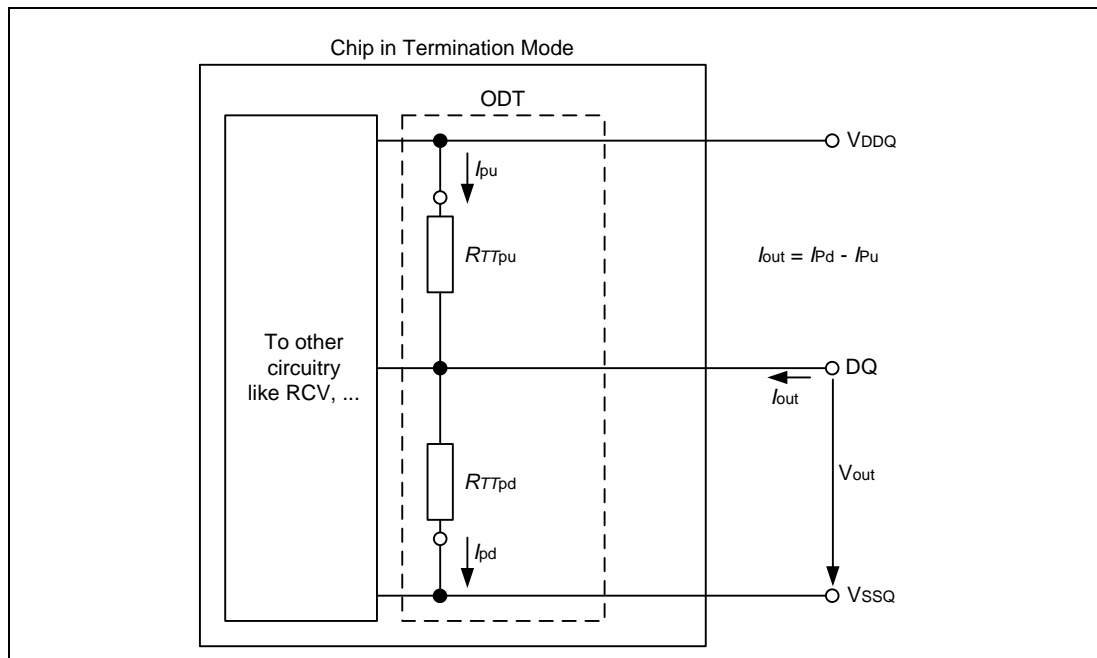 Chip in Termination Mode
ODT
VDDQ
Ipu
RTTpu
Iout = IPd - IPu
To other
circuitry
like RCV, ...
DQ
Iout
RTTpd
Vout
Ipd
VSSQ